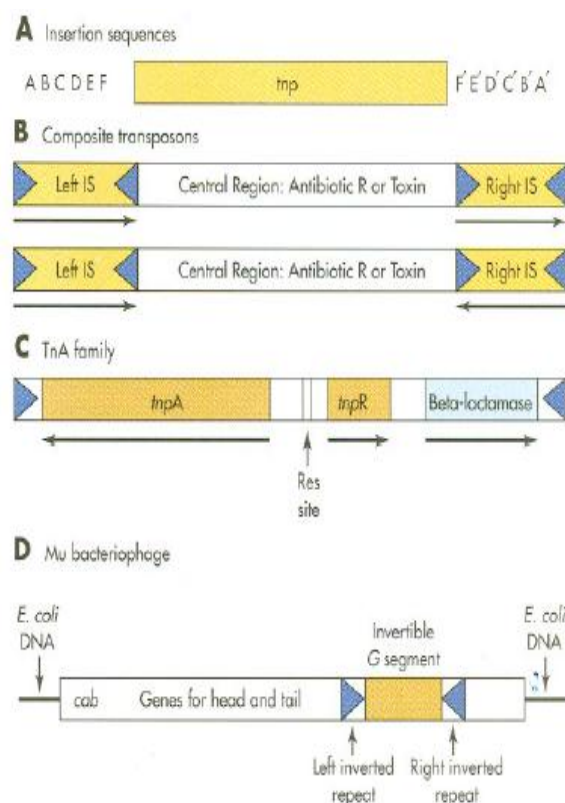 A Insertion sequences
A B C D E F tnp F′ E′ D′ C′ B′ A′
B Composite transposons
Left IS Central Region: Antibiotic R or Toxin Right IS
Left IS Central Region: Antibiotic R or Toxin Right IS
C TnA family
tnpA tnpR Beta-lactamase
Res
site
D Mu bacteriophage
E. coli
DNA
Invertible
G segment
E. coli
DNA
cab Genes for head and tail
Left inverted
repeat
Right inverted
repeat